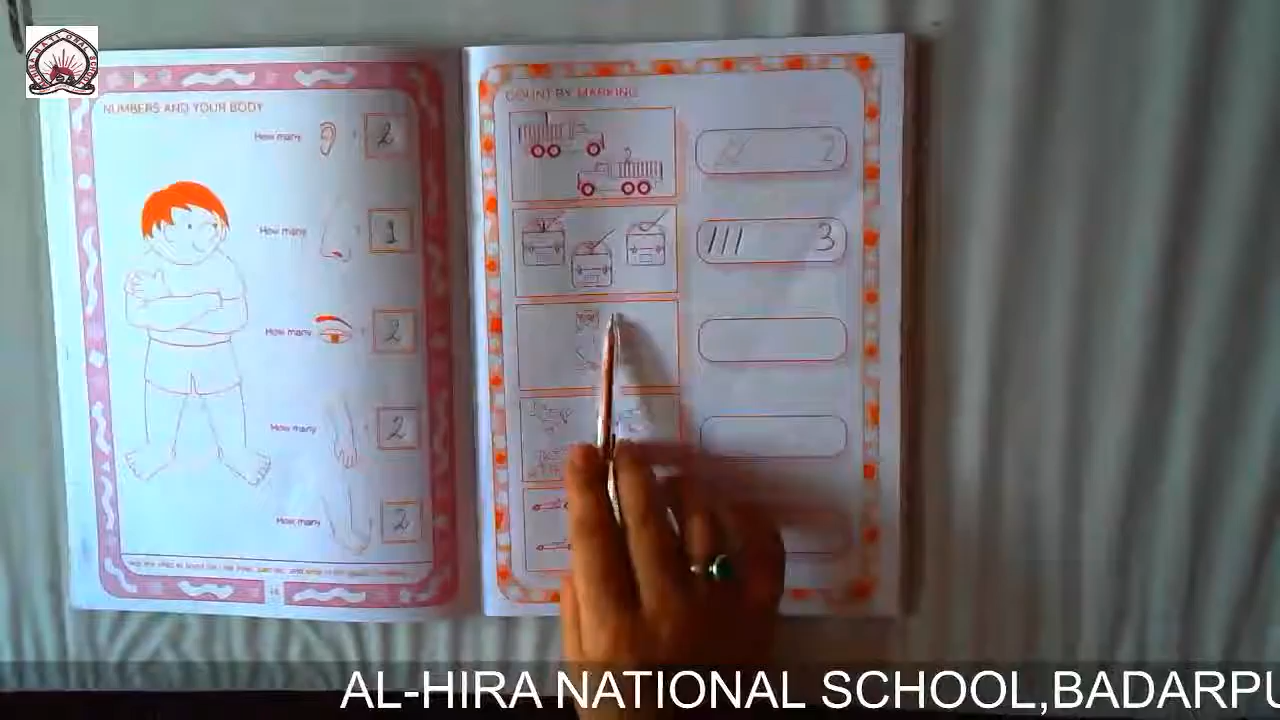 NUMBERS AND YOUR BODY
How many 2
How many 1
How many 2
How many 2
How many 2
COUNT BY MARKING
// 2
/// 3
AL-HIRA NATIONAL SCHOOL,BADARPU